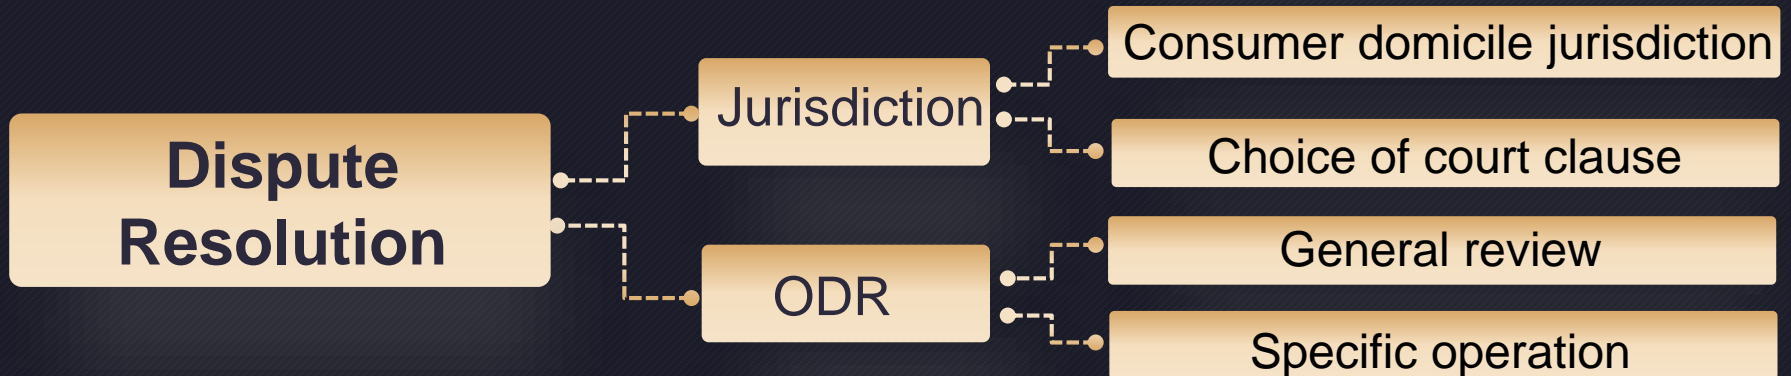 Dispute
Resolution
Jurisdiction
Consumer domicile jurisdiction
Choice of court clause
ODR
General review
Specific operation